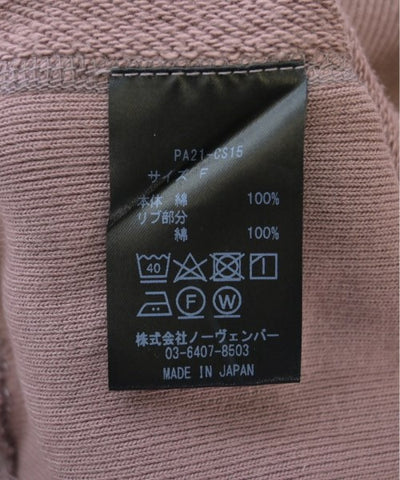 PA21-CS15
サイズ F
本体 綿 100%
リブ部分
綿 100%
40
F W
株式会社ノーヴェンバー
03-6407-8503
MADE IN JAPAN